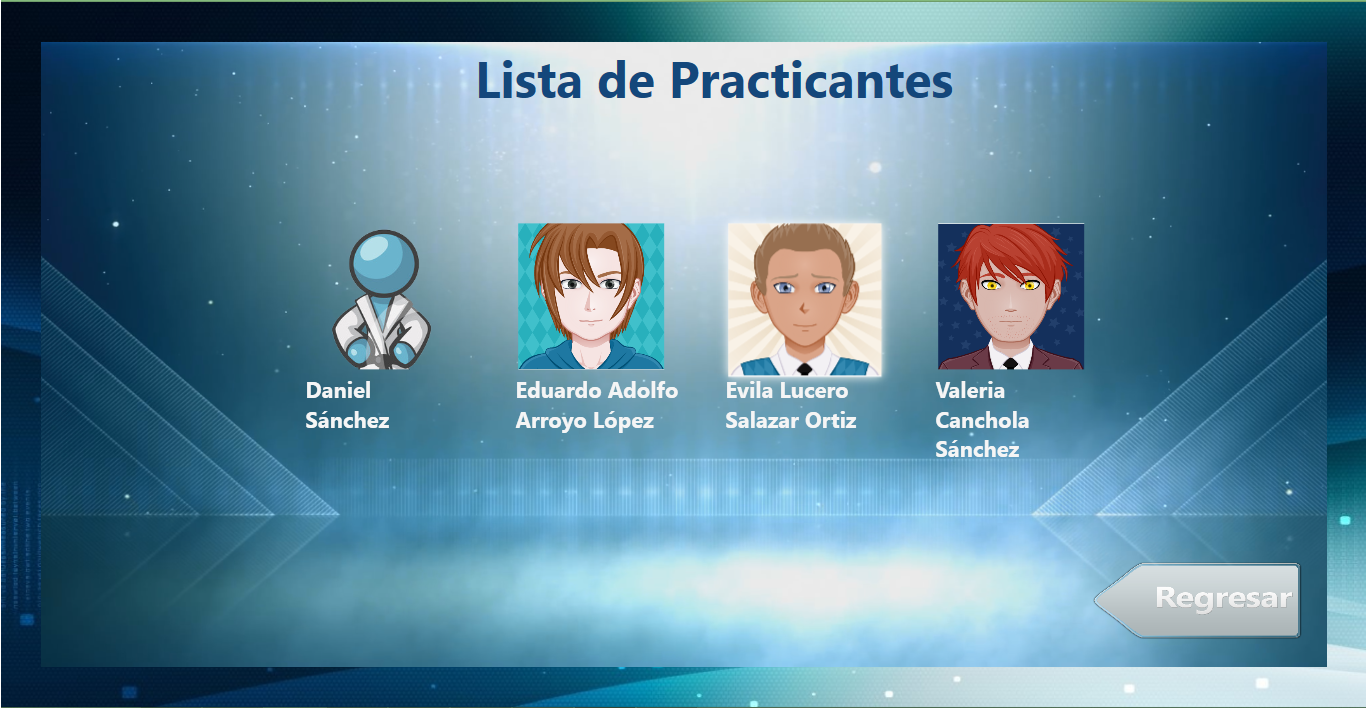 Lista de Practicantes
Daniel
Sánchez
Eduardo Adolfo
Arroyo López
Evila Lucero
Salazar Ortiz
Valeria
Canchola
Sánchez
Regresar